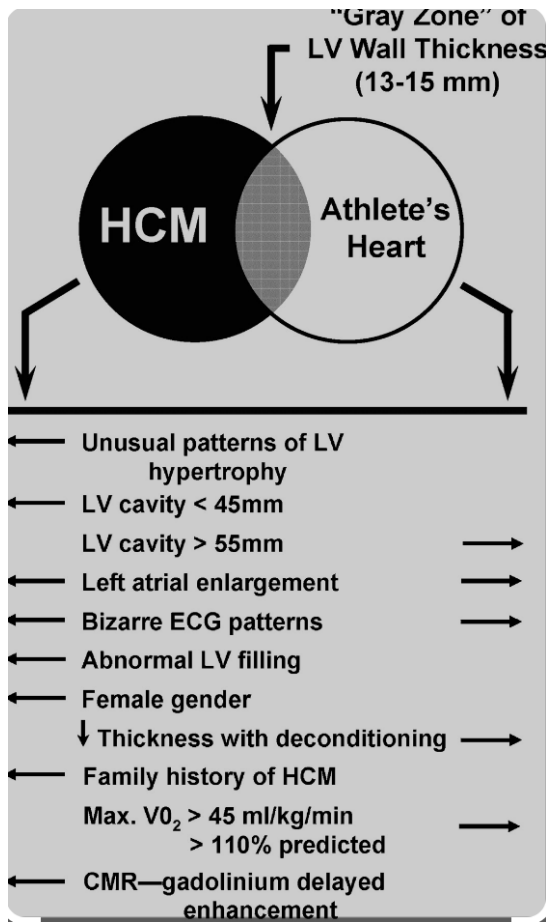 "Gray Zone" of
LV Wall Thickness
(13-15 mm)
HCM
Athlete's
Heart
Unusual patterns of LV
hypertrophy
LV cavity < 45mm
LV cavity > 55mm
Left atrial enlargement
Bizarre ECG patterns
Abnormal LV filling
Female gender
↓ Thickness with deconditioning
Family history of HCM
Max. V0₂ > 45 ml/kg/min
> 110% predicted
CMR—gadolinium delayed
enhancement